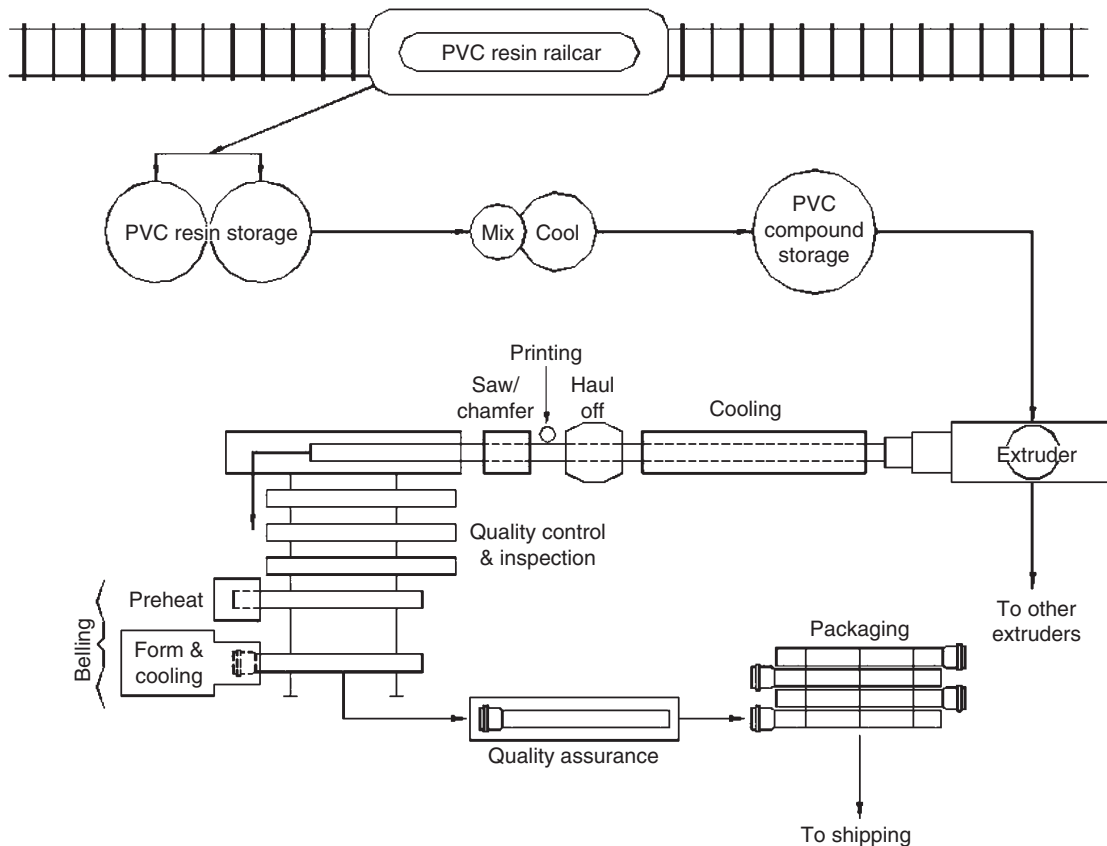 PVC resin railcar
PVC resin storage
Mix
Cool
PVC
compound
storage
Printing
Saw/
chamfer
Haul
off
Cooling
Extruder
Quality control
& inspection
To other
extruders
Belling
Preheat
Form &
cooling
Packaging
Quality assurance
To shipping